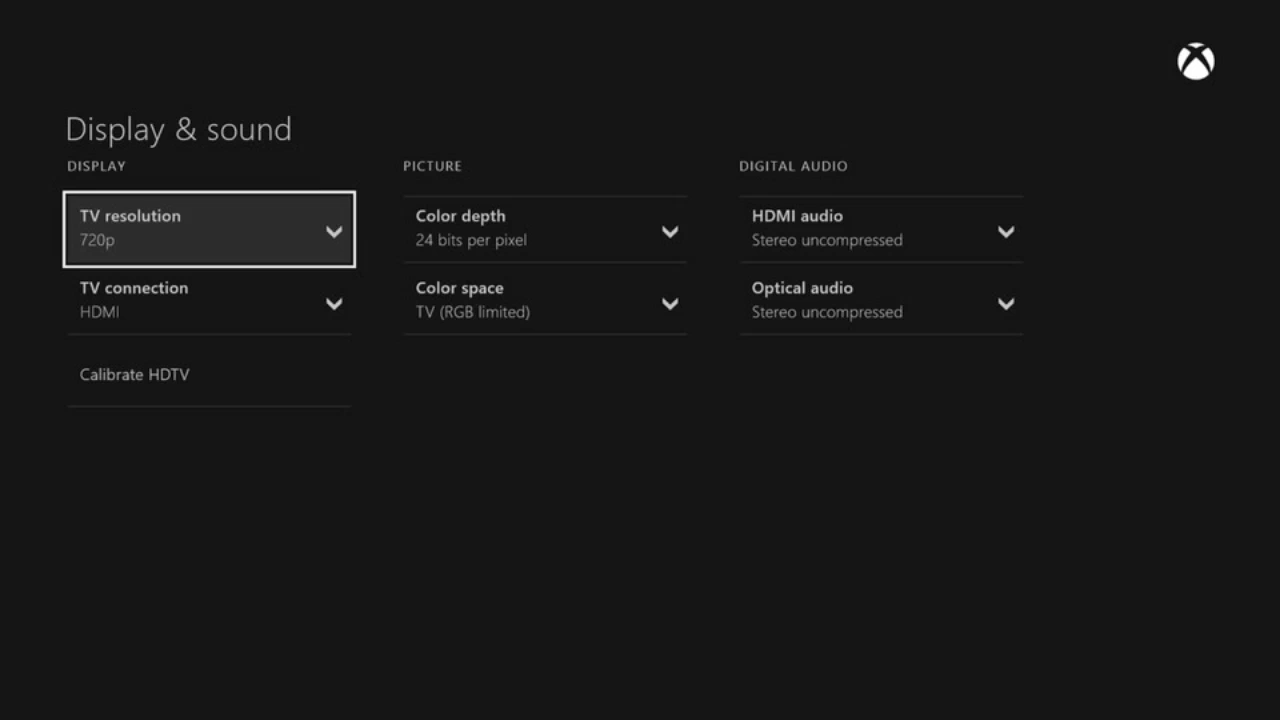 Display & sound
DISPLAY
TV resolution
720p
TV connection
HDMI
Calibrate HDTV
PICTURE
Color depth
24 bits per pixel
Color space
TV (RGB limited)
DIGITAL AUDIO
HDMI audio
Stereo uncompressed
Optical audio
Stereo uncompressed